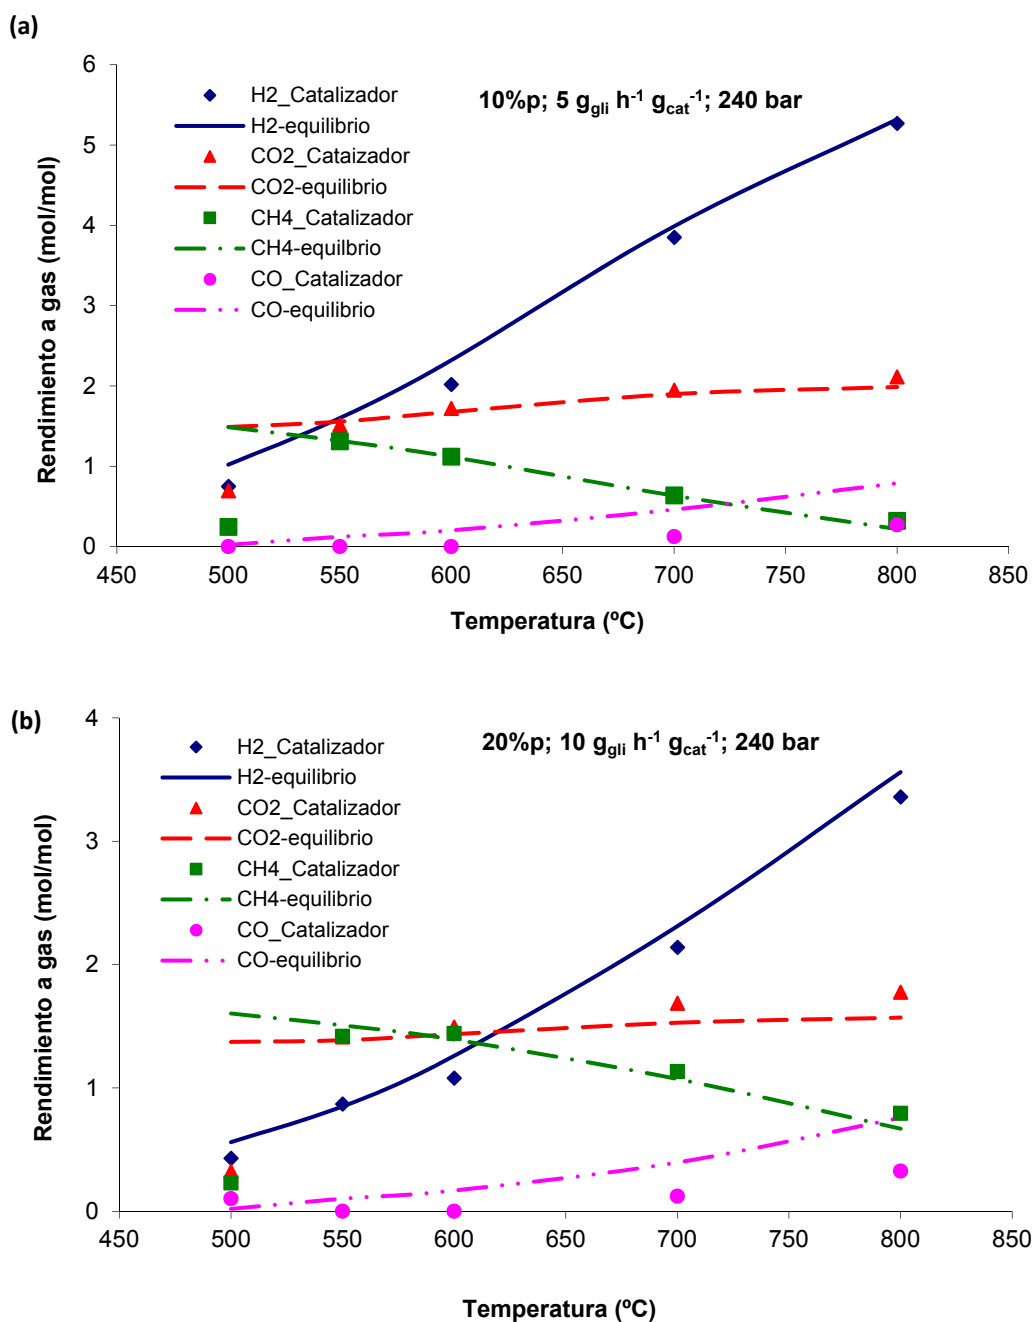 (a)
6
5
4
3
2
1
0
Rendimiento a gas (mol/mol)
H2_Catalizador
H2-equilibrio
CO2_Cataizador
CO2-equilibrio
CH4_Catalizador
CH4-equilbrio
CO_Catalizador
CO-equilibrio
10%p; 5 g_gli h^-1 g_cat^-1; 240 bar
450 500 550 600 650 700 750 800 850
Temperatura (ºC)
(b)
4
3
2
1
0
Rendimiento a gas (mol/mol)
H2_Catalizador
H2-equilibrio
CO2_Catalizador
CO2-equilibrio
CH4_Catalizador
CH4-equilibrio
CO_Catalizador
CO-equilibrio
20%p; 10 g_gli h^-1 g_cat^-1; 240 bar
450 500 550 600 650 700 750 800 850
Temperatura (ºC)